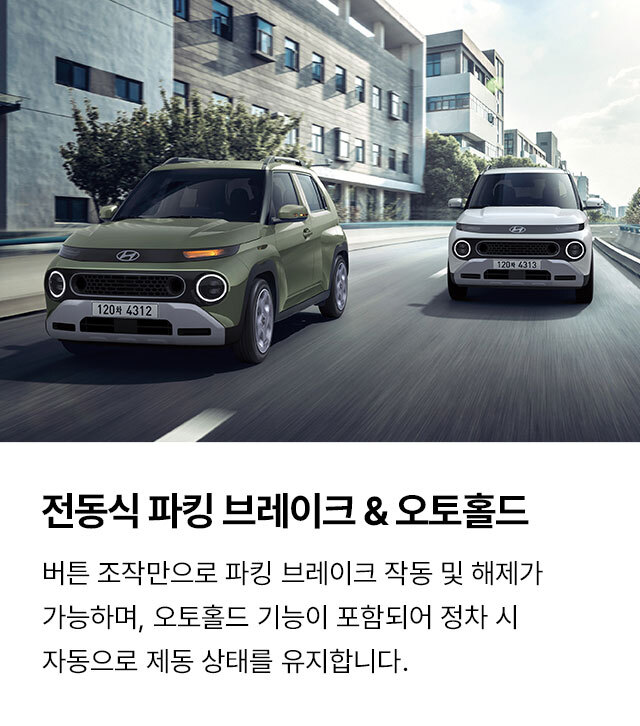 120하 4312
120하 4313
전동식 파킹 브레이크 & 오토홀드
버튼 조작만으로 파킹 브레이크 작동 및 해제가
가능하며, 오토홀드 기능이 포함되어 정차 시
자동으로 제동 상태를 유지합니다.